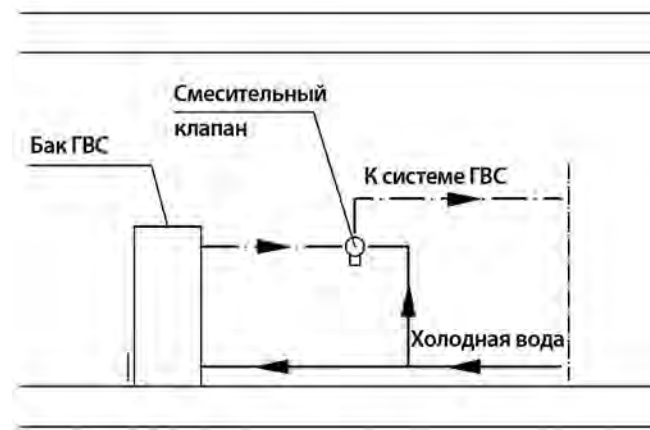 Смесительный
клапан
Бак ГВС
К системе ГВС
Холодная вода